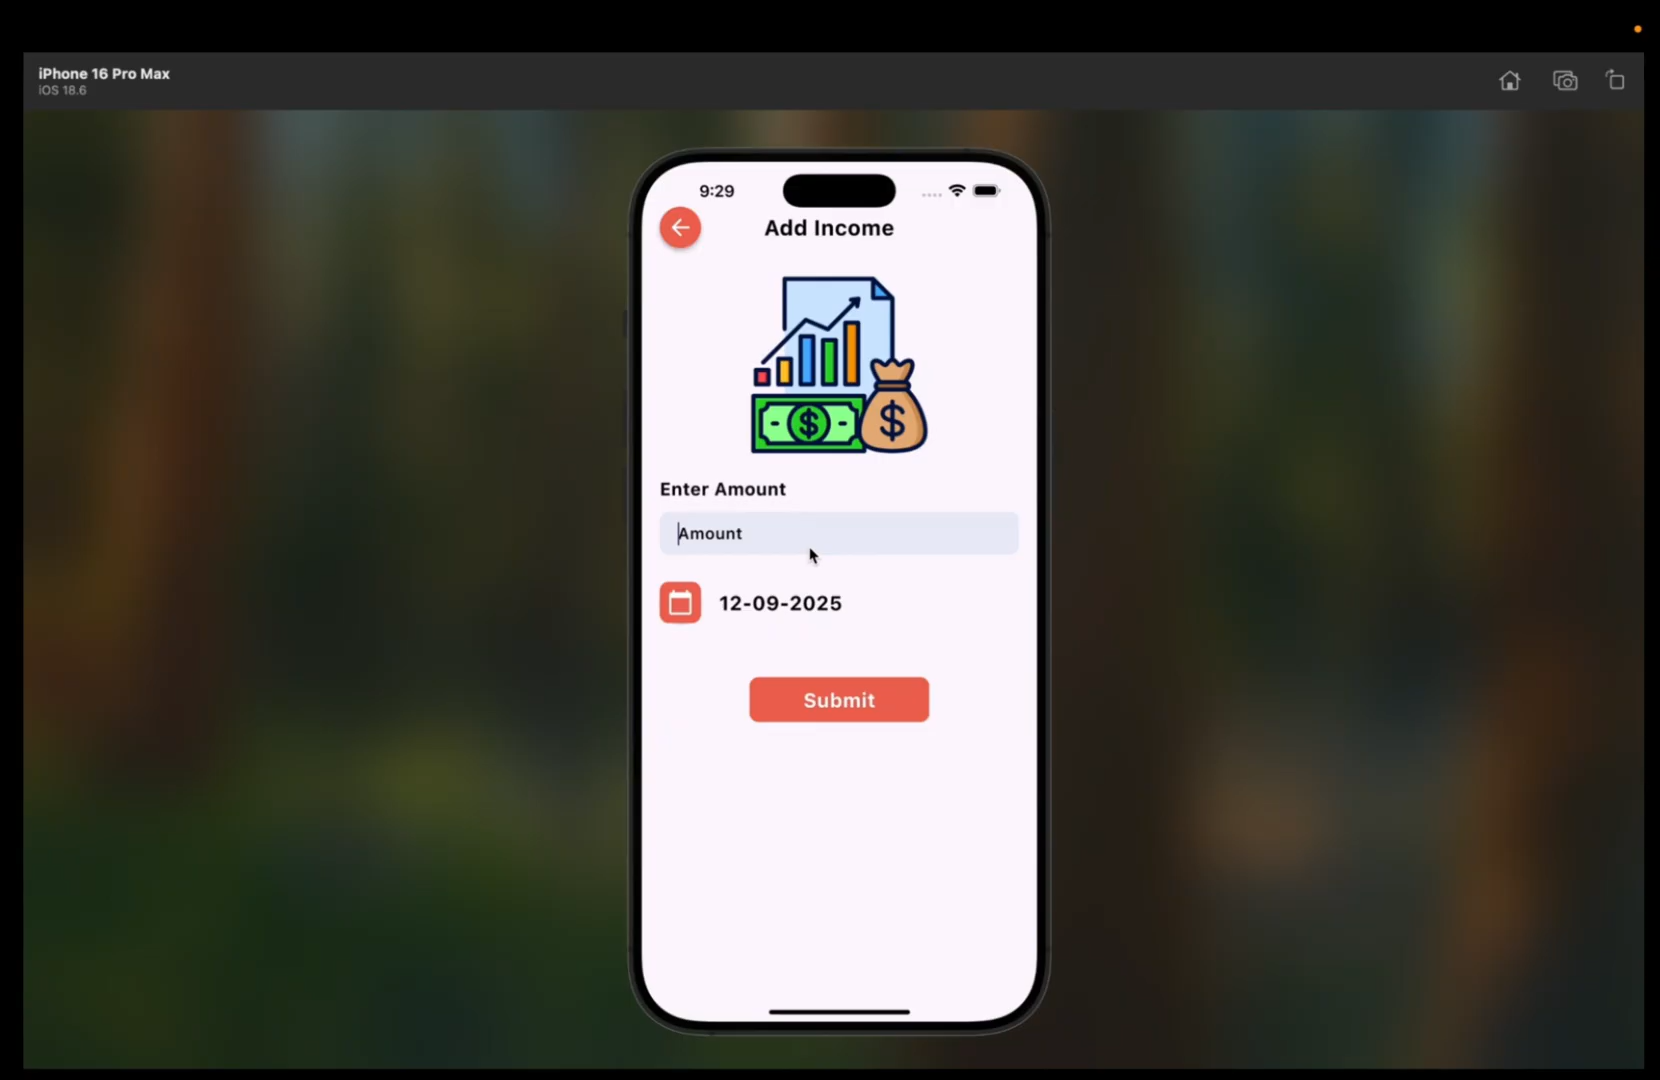 iPhone 16 Pro Max
iOS 18.6
9:29
Add Income
$
$
Enter Amount
Amount
12-09-2025
Submit